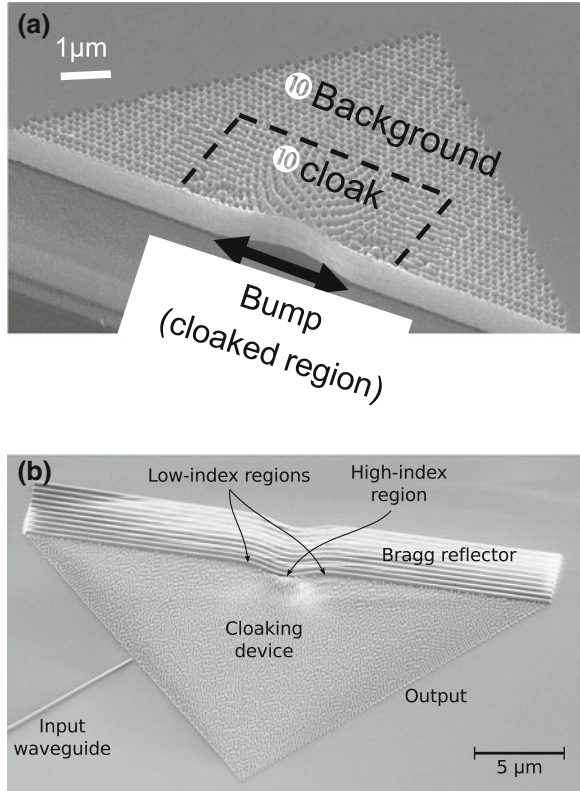 (a)
1μm
10 Background
10 cloak
Bump
(cloaked region)
(b)
Low-index regions
High-index
region
Bragg reflector
Cloaking
device
Output
Input
waveguide
5 μm